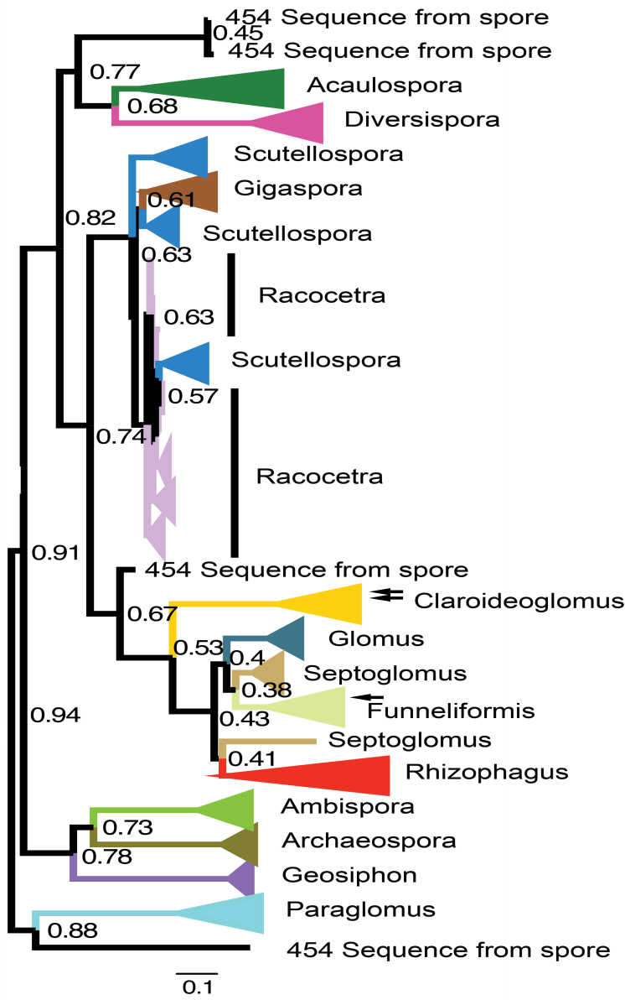 454 Sequence from spore
0.45
454 Sequence from spore
0.77
Acaulospora
0.68
Diversispora
Scutellospora
Gigaspora
0.61
0.82
Scutellospora
0.63
Racocetra
0.63
Scutellospora
0.57
0.74
Racocetra
0.91
454 Sequence from spore
Claroideoglomus
0.67
Glomus
0.53
0.4
Septoglomus
0.38
Funneliformis
0.94
0.43
Septoglomus
0.41
Rhizophagus
Ambispora
0.73
Archaeospora
0.78
Geosiphon
Paraglomus
0.88
454 Sequence from spore
0.1